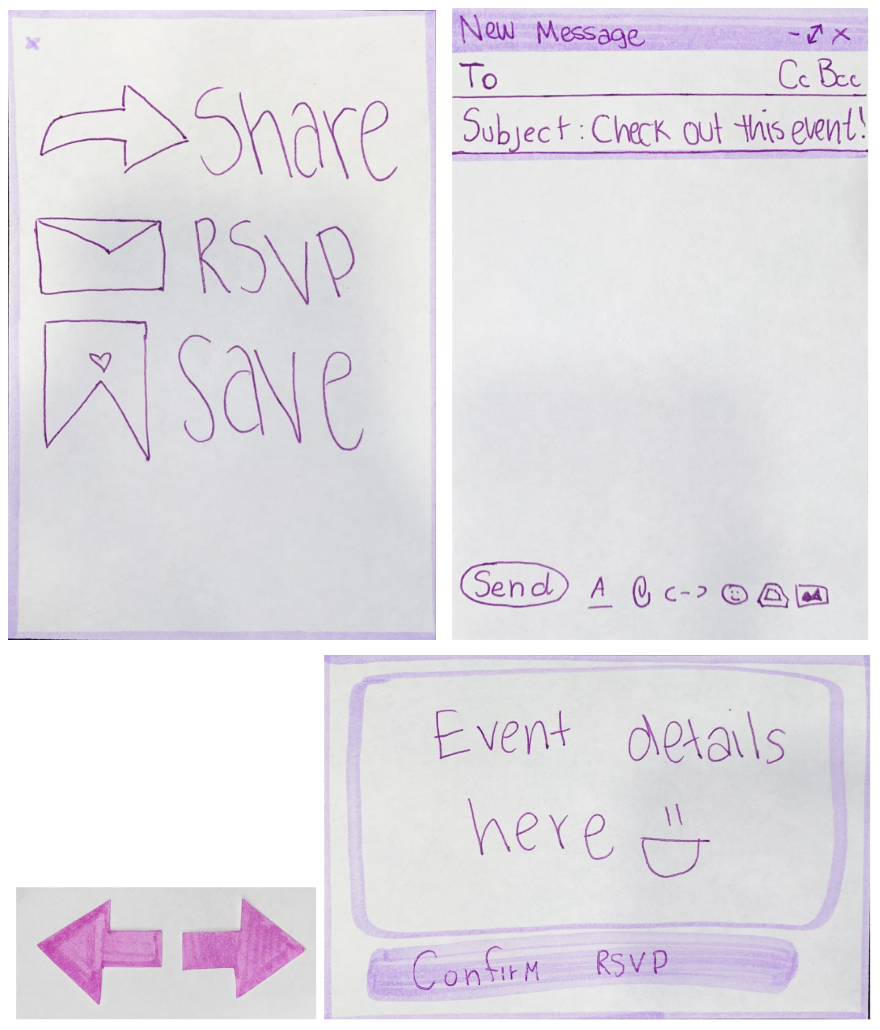 x
Share
RSVP
Save
New Message
To Cc Bcc
Subject: Check out this event!
Send A
Event details
here
Confirm RSVP